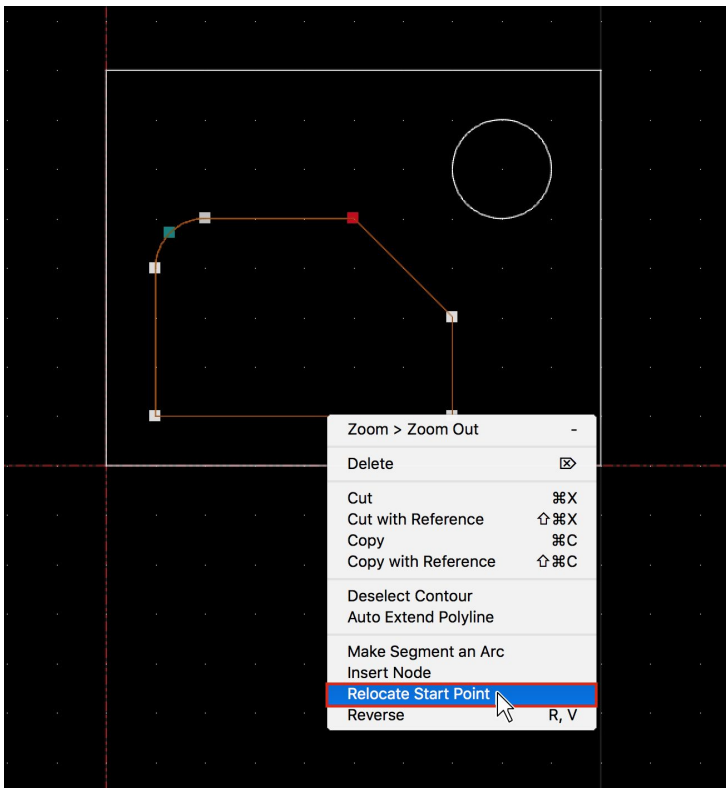 Zoom > Zoom Out -
Delete ⌦
Cut ⌘X
Cut with Reference ⇧⌘X
Copy ⌘C
Copy with Reference ⇧⌘C
Deselect Contour
Auto Extend Polyline
Make Segment an Arc
Insert Node
Relocate Start Point
Reverse R, V